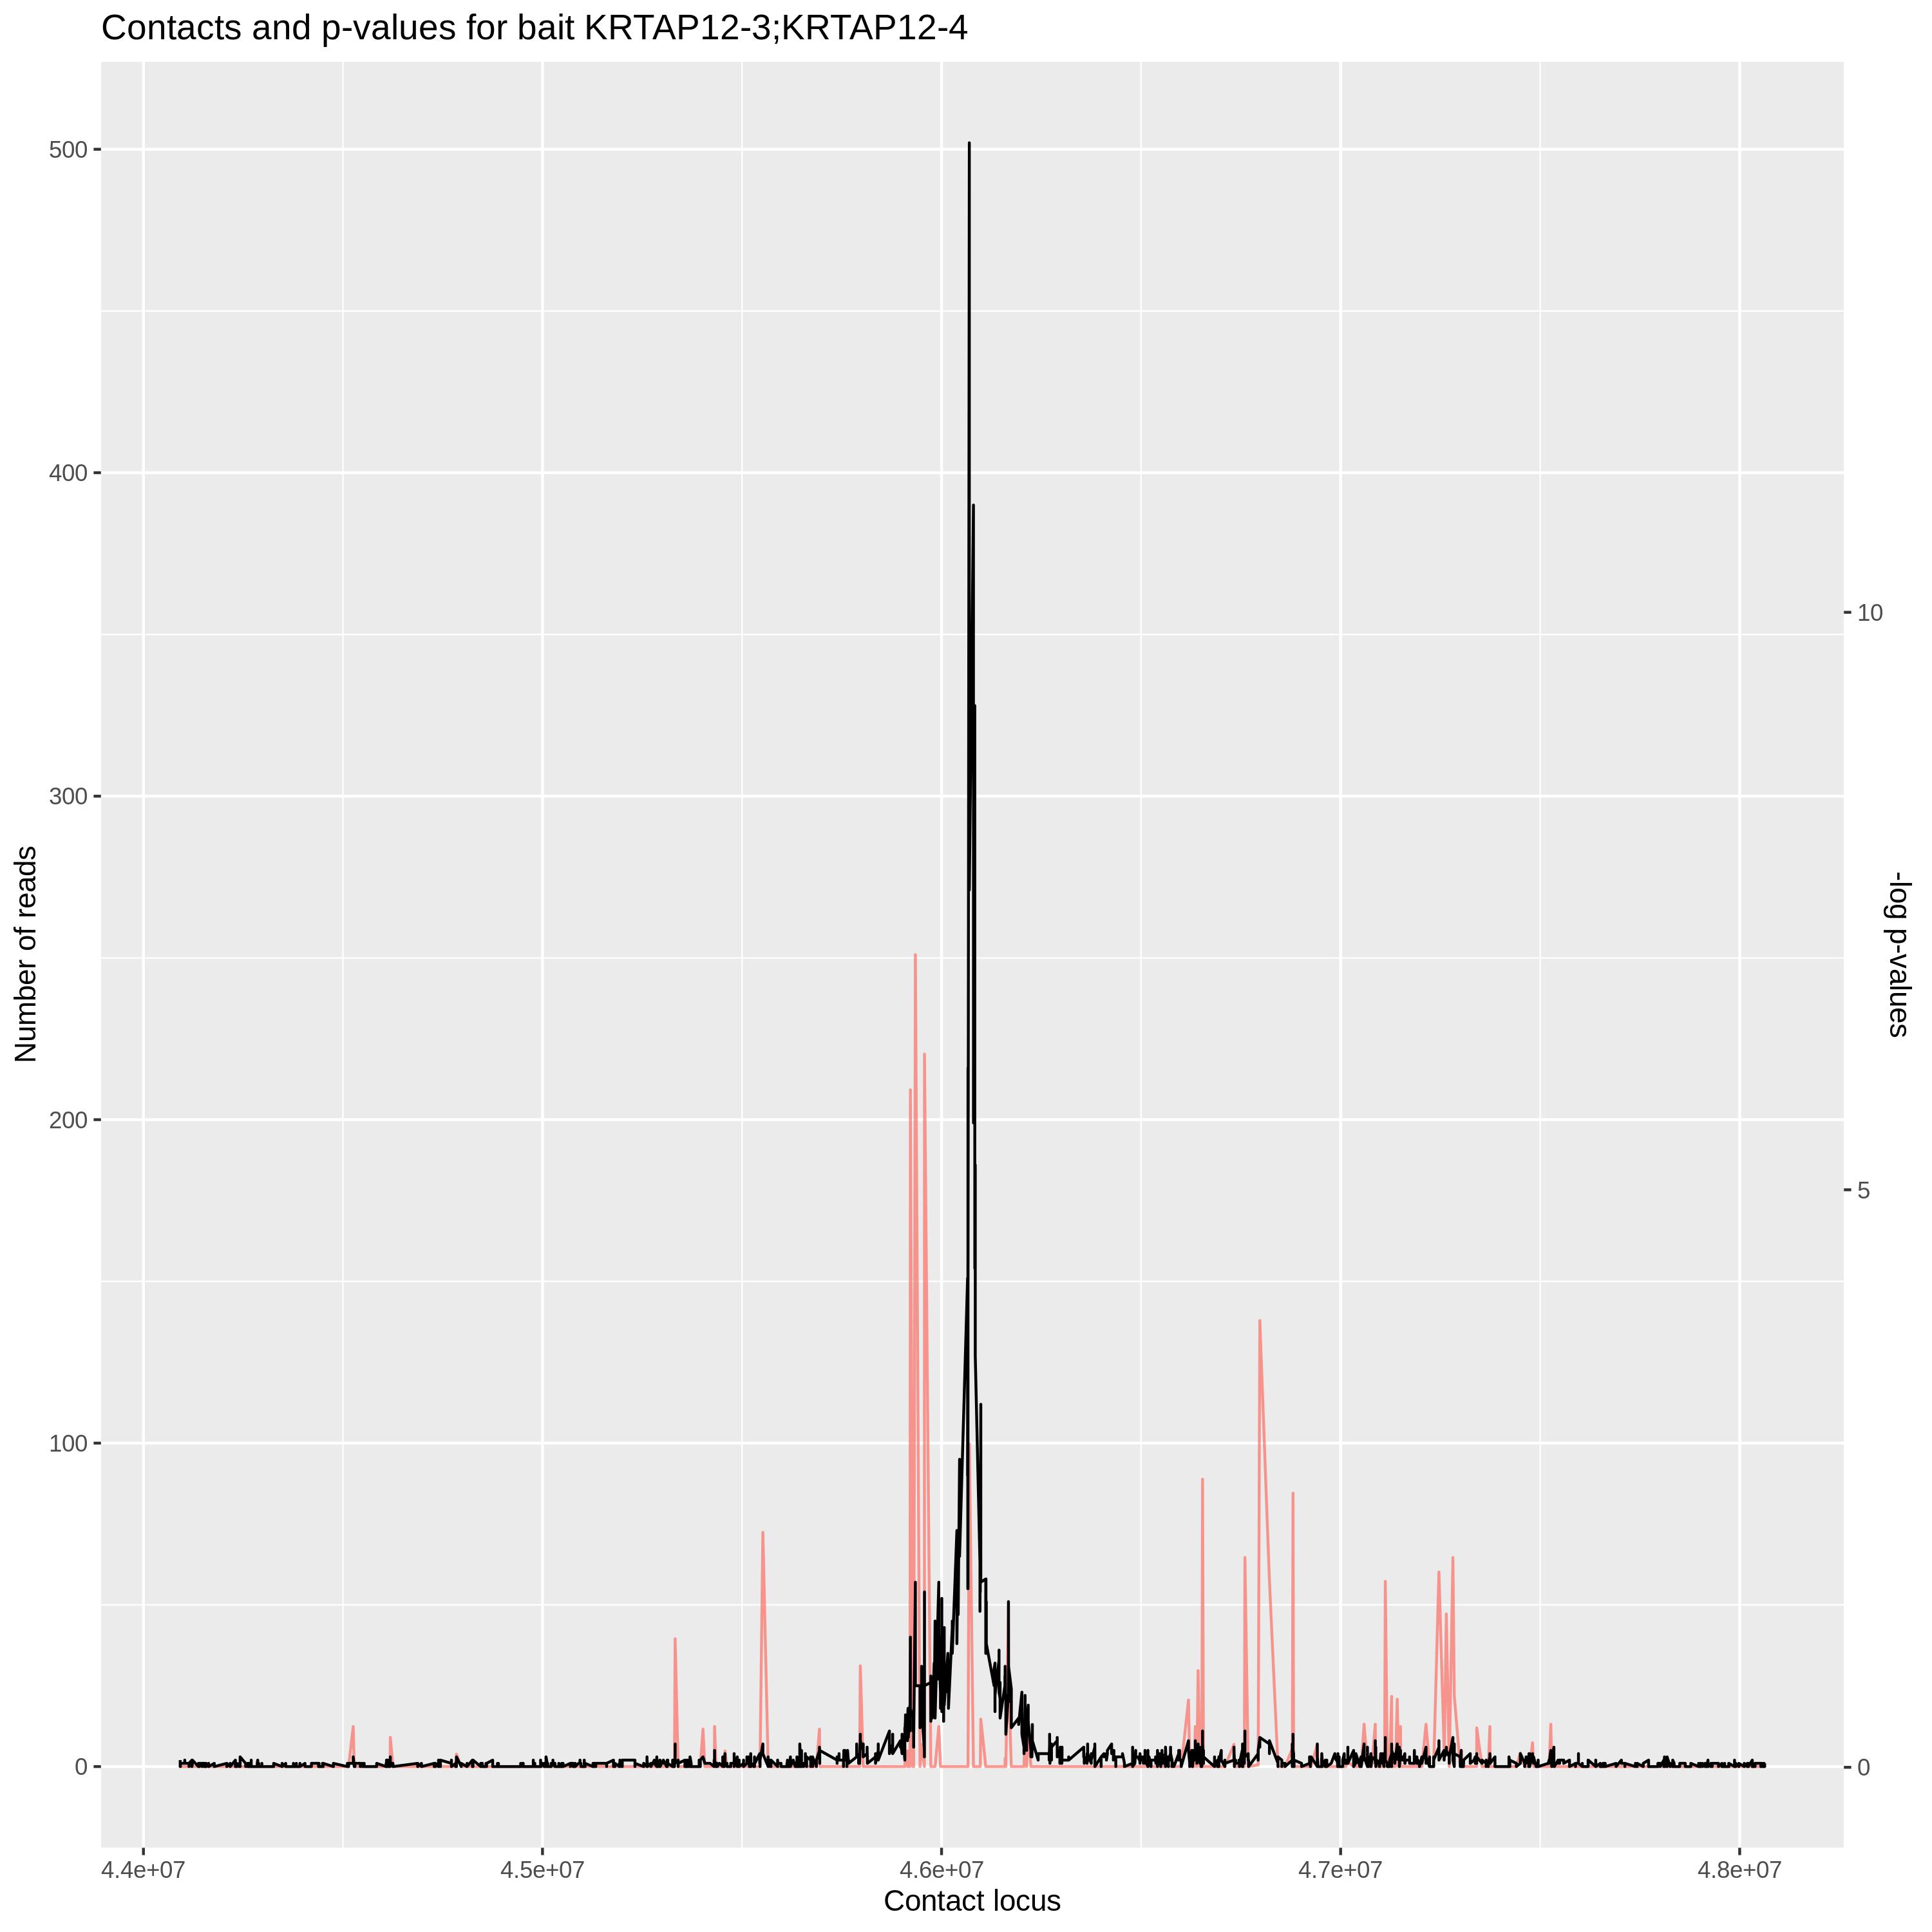 Contacts and p-values for bait KRTAP12-3;KRTAP12-4
500
400
300
200
100
0
Number of reads
10
5
0
-log p-values
4.4e+07 4.5e+07 4.6e+07 4.7e+07 4.8e+07
Contact locus